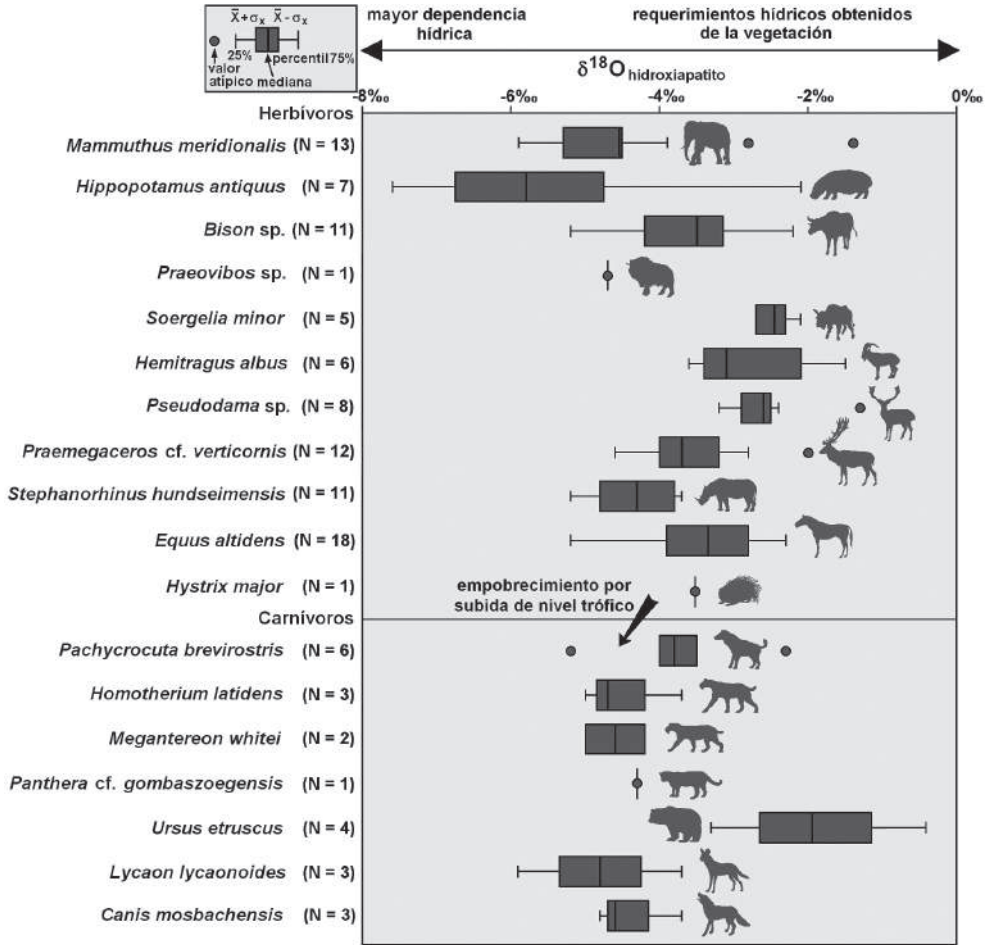 X̄+σx X̄-σx
25%
percentil 75%
valor
atípico
mediana
mayor dependencia
hídrica
requerimientos hídricos obtenidos
de la vegetación
δ18Ohidroxiapatito
-8‰ -6‰ -4‰ -2‰ 0‰
Herbívoros
Mammuthus meridionalis (N = 13)
Hippopotamus antiquus (N = 7)
Bison sp. (N = 11)
Praeovibos sp. (N = 1)
Soergelia minor (N = 5)
Hemitragus albus (N = 6)
Pseudodama sp. (N = 8)
Praemegaceros cf. verticornis (N = 12)
Stephanorhinus hundseimensis (N = 11)
Equus altidens (N = 18)
Hystrix major (N = 1)
empobrecimiento por
subida de nivel trófico
Carnívoros
Pachycrocuta brevirostris (N = 6)
Homotherium latidens (N = 3)
Megantereon whitei (N = 2)
Panthera cf. gombaszoegensis (N = 1)
Ursus etruscus (N = 4)
Lycaon lycaonoides (N = 3)
Canis mosbachensis (N = 3)